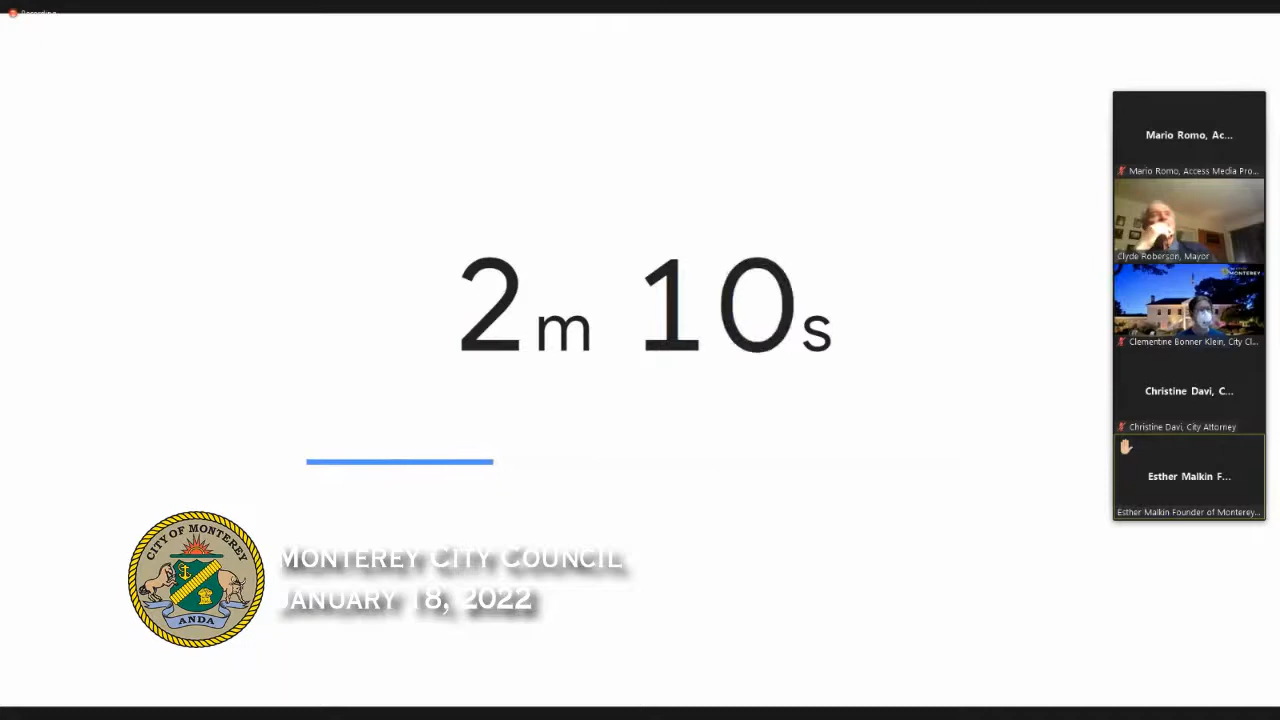 Recording
2m 10s
CITY OF MONTEREY
ANDA
MONTEREY CITY COUNCIL
JANUARY 18, 2022
Mario Romo, Ac...
Mario Romo, Access Media Pro...
Clyde Roberson, Mayor
MONTEREY
Clementine Bonner Klein, City Cl...
Christine Davi, C...
Christine Davi, City Attorney
Esther Malkin F...
Esther Malkin Founder of Monterey...